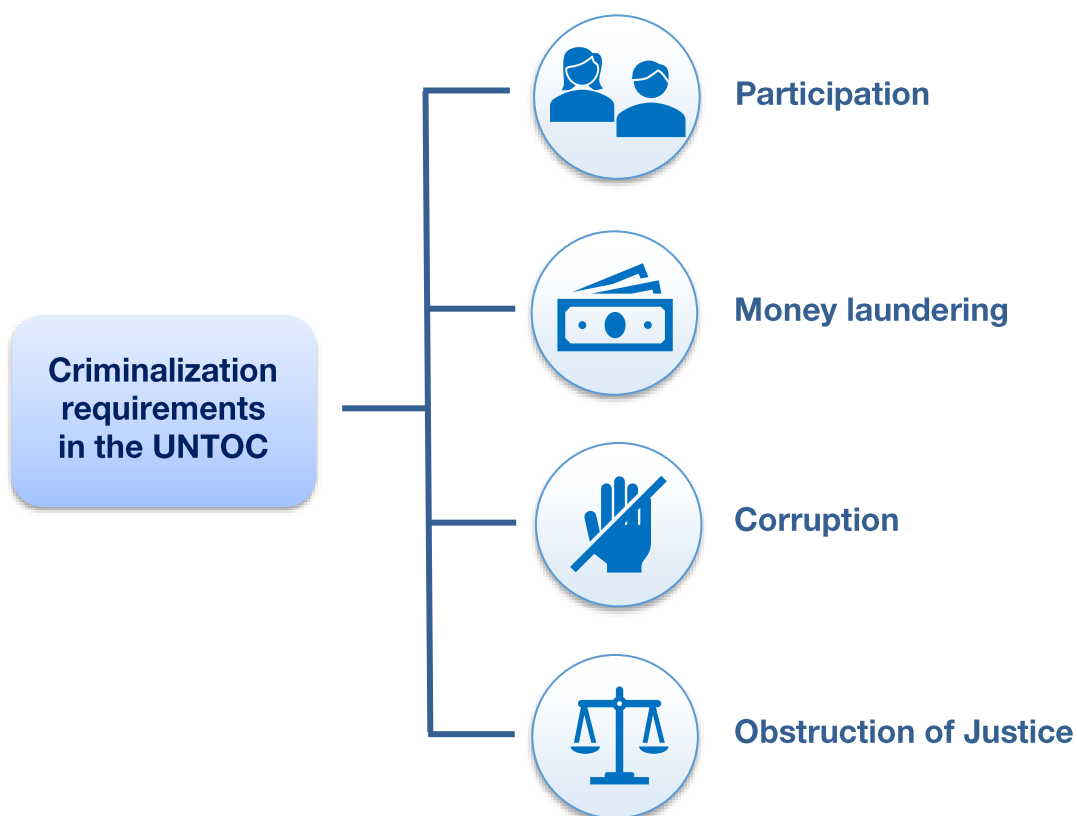 Participation
Money laundering
Criminalization
requirements
in the UNTOC
Corruption
Obstruction of Justice